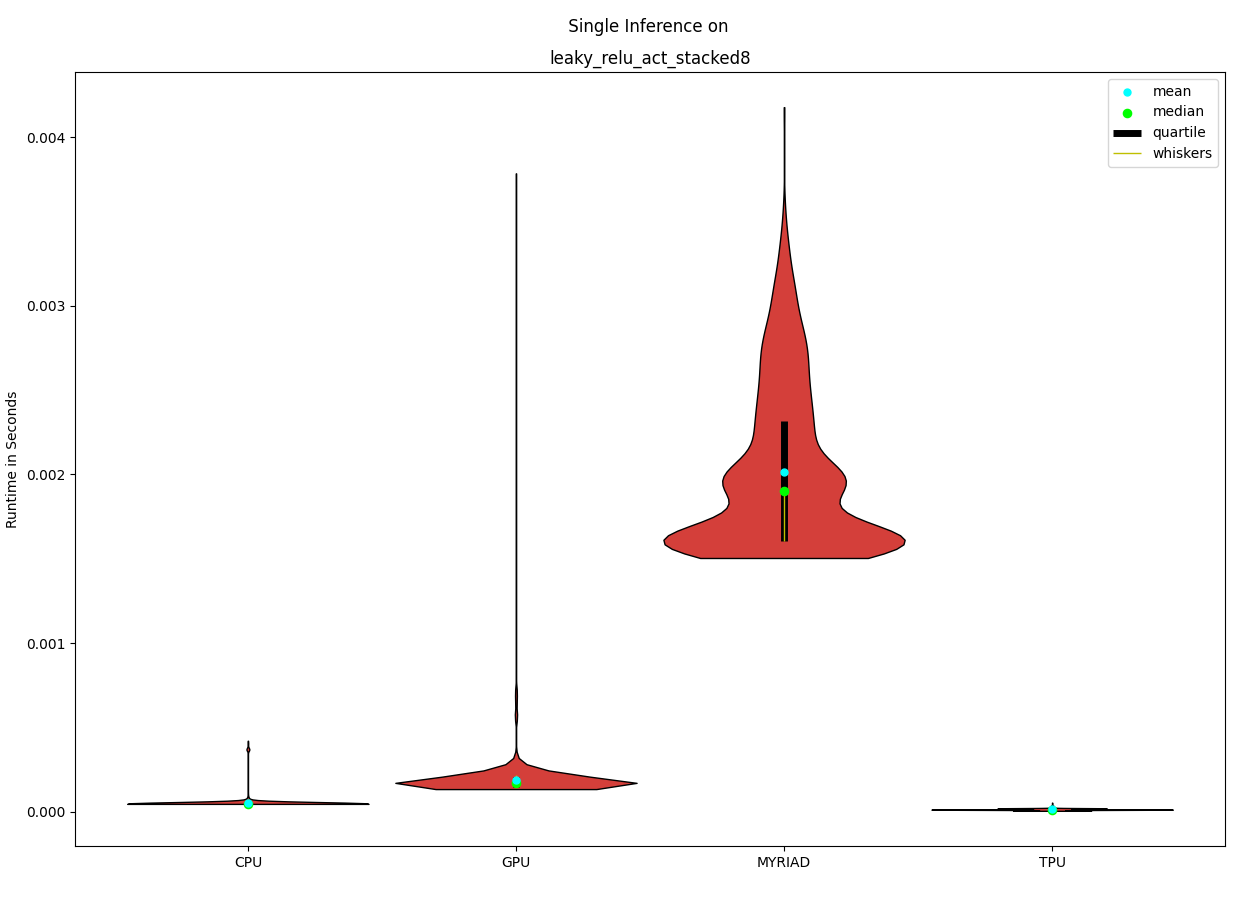 Single Inference on
leaky_relu_act_stacked8
mean
median
quartile
whiskers
0.004
0.003
0.002
0.001
0.000
Runtime in Seconds
CPU
GPU
MYRIAD
TPU